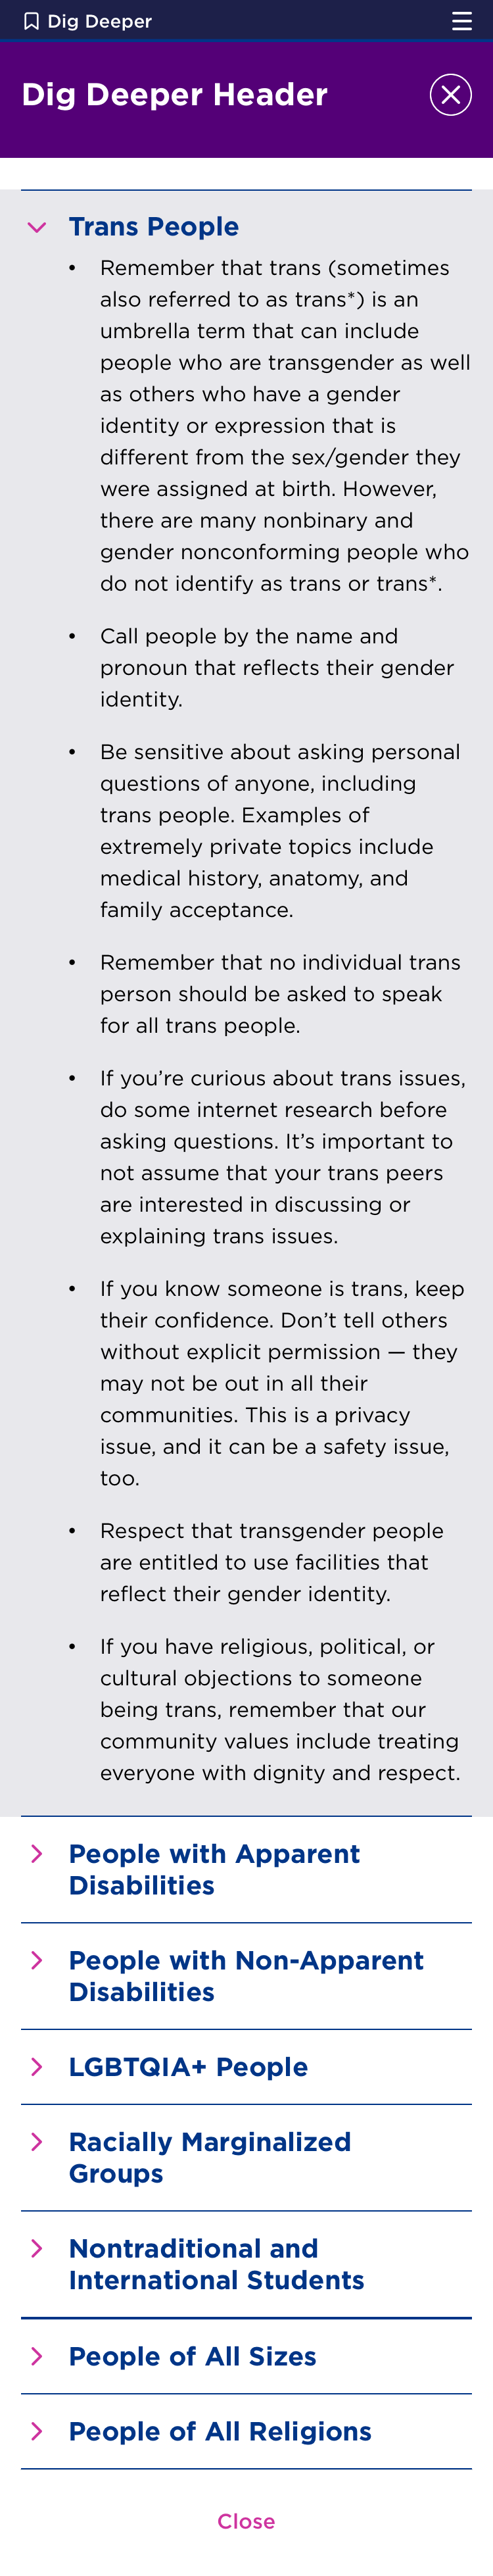 Dig Deeper
Dig Deeper Header
Trans People
• Remember that trans (sometimes
also referred to as trans*) is an
umbrella term that can include
people who are transgender as well
as others who have a gender
identity or expression that is
different from the sex/gender they
were assigned at birth. However,
there are many nonbinary and
gender nonconforming people who
do not identify as trans or trans*.
• Call people by the name and
pronoun that reflects their gender
identity.
• Be sensitive about asking personal
questions of anyone, including
trans people. Examples of
extremely private topics include
medical history, anatomy, and
family acceptance.
• Remember that no individual trans
person should be asked to speak
for all trans people.
• If you’re curious about trans issues,
do some internet research before
asking questions. It’s important to
not assume that your trans peers
are interested in discussing or
explaining trans issues.
• If you know someone is trans, keep
their confidence. Don’t tell others
without explicit permission — they
may not be out in all their
communities. This is a privacy
issue, and it can be a safety issue,
too.
• Respect that transgender people
are entitled to use facilities that
reflect their gender identity.
• If you have religious, political, or
cultural objections to someone
being trans, remember that our
community values include treating
everyone with dignity and respect.
People with Apparent
Disabilities
People with Non-Apparent
Disabilities
LGBTQIA+ People
Racially Marginalized
Groups
Nontraditional and
International Students
People of All Sizes
People of All Religions
Close